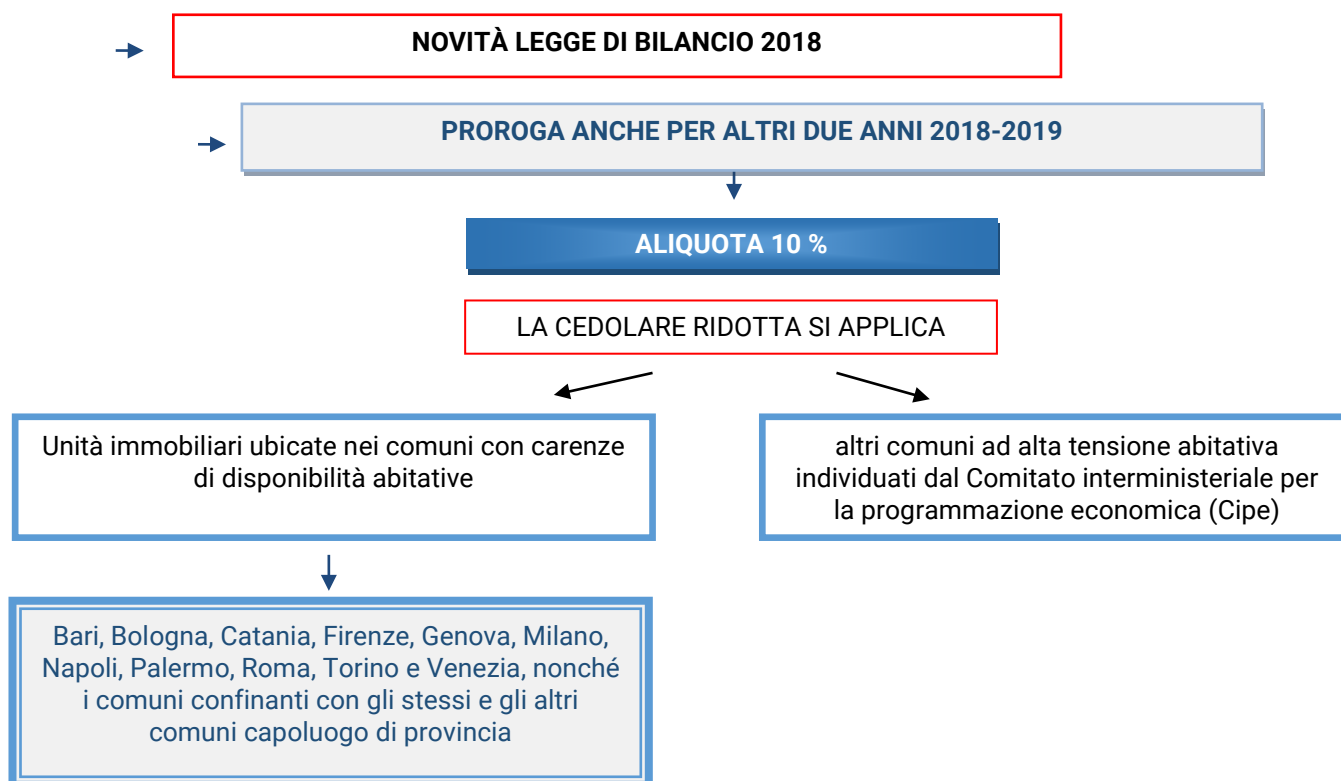 NOVITÀ LEGGE DI BILANCIO 2018
PROROGA ANCHE PER ALTRI DUE ANNI 2018-2019
ALIQUOTA 10 %
LA CEDOLARE RIDOTTA SI APPLICA
Unità immobiliari ubicate nei comuni con carenze
di disponibilità abitative
altri comuni ad alta tensione abitativa
individuati dal Comitato interministeriale per
la programmazione economica (Cipe)
Bari, Bologna, Catania, Firenze, Genova, Milano,
Napoli, Palermo, Roma, Torino e Venezia, nonché
i comuni confinanti con gli stessi e gli altri
comuni capoluogo di provincia